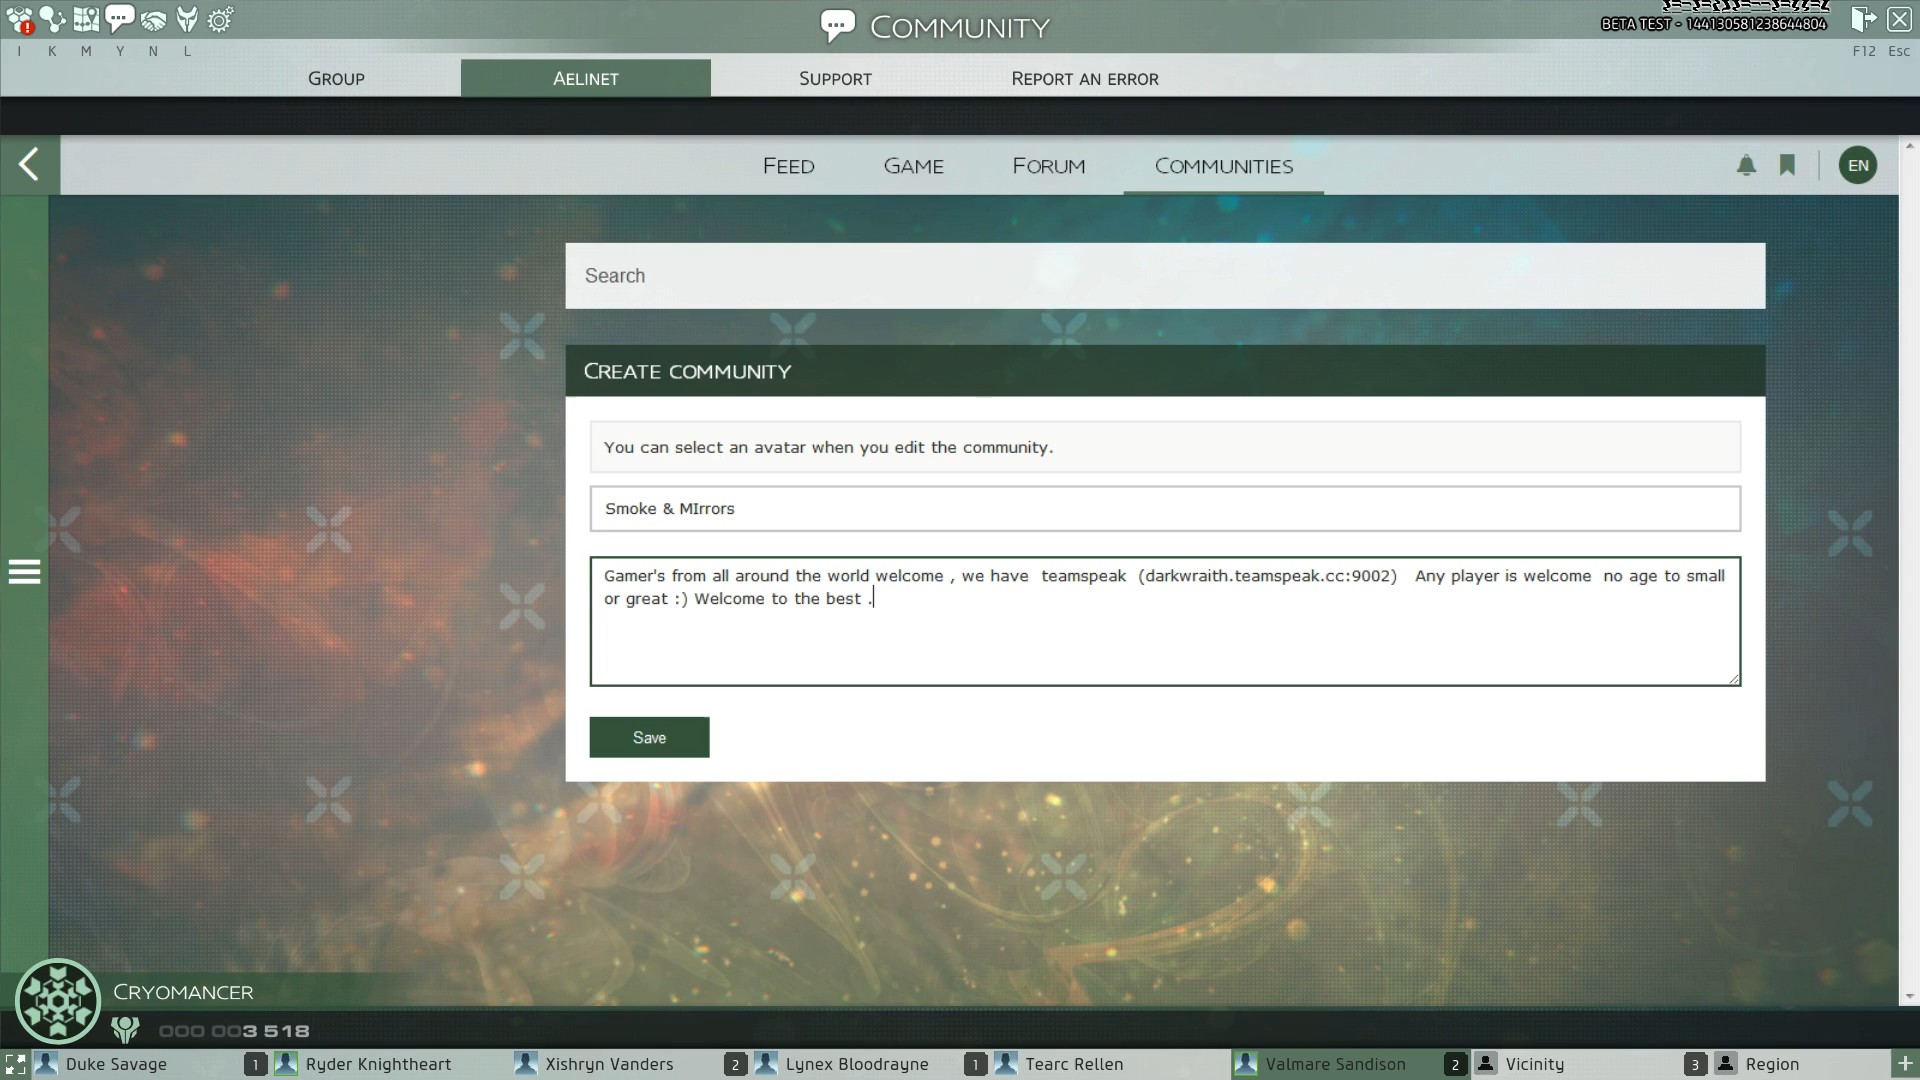 COMMUNITY
BETA TEST - 144130581238644804
I K M Y N L
F12 Esc
GROUP
AELINET
SUPPORT
REPORT AN ERROR
FEED
GAME
FORUM
COMMUNITIES
EN
Search
CREATE COMMUNITY
You can select an avatar when you edit the community.
Smoke & MIrrors
Gamer's from all around the world welcome , we have teamspeak (darkwraith.teamspeak.cc:9002) Any player is welcome no age to small
or great :) Welcome to the best .
Save
CRYOMANCER
000 003 518
Duke Savage
1 Ryder Knightheart
Xishryn Vanders
2 Lynex Bloodrayne
1 Tearc Rellen
Valmare Sandison
2 Vicinity
3 Region